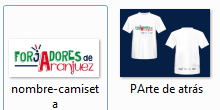 FORJADORES de
Aranjuez
nombre-camiset
a
PArte de atrás